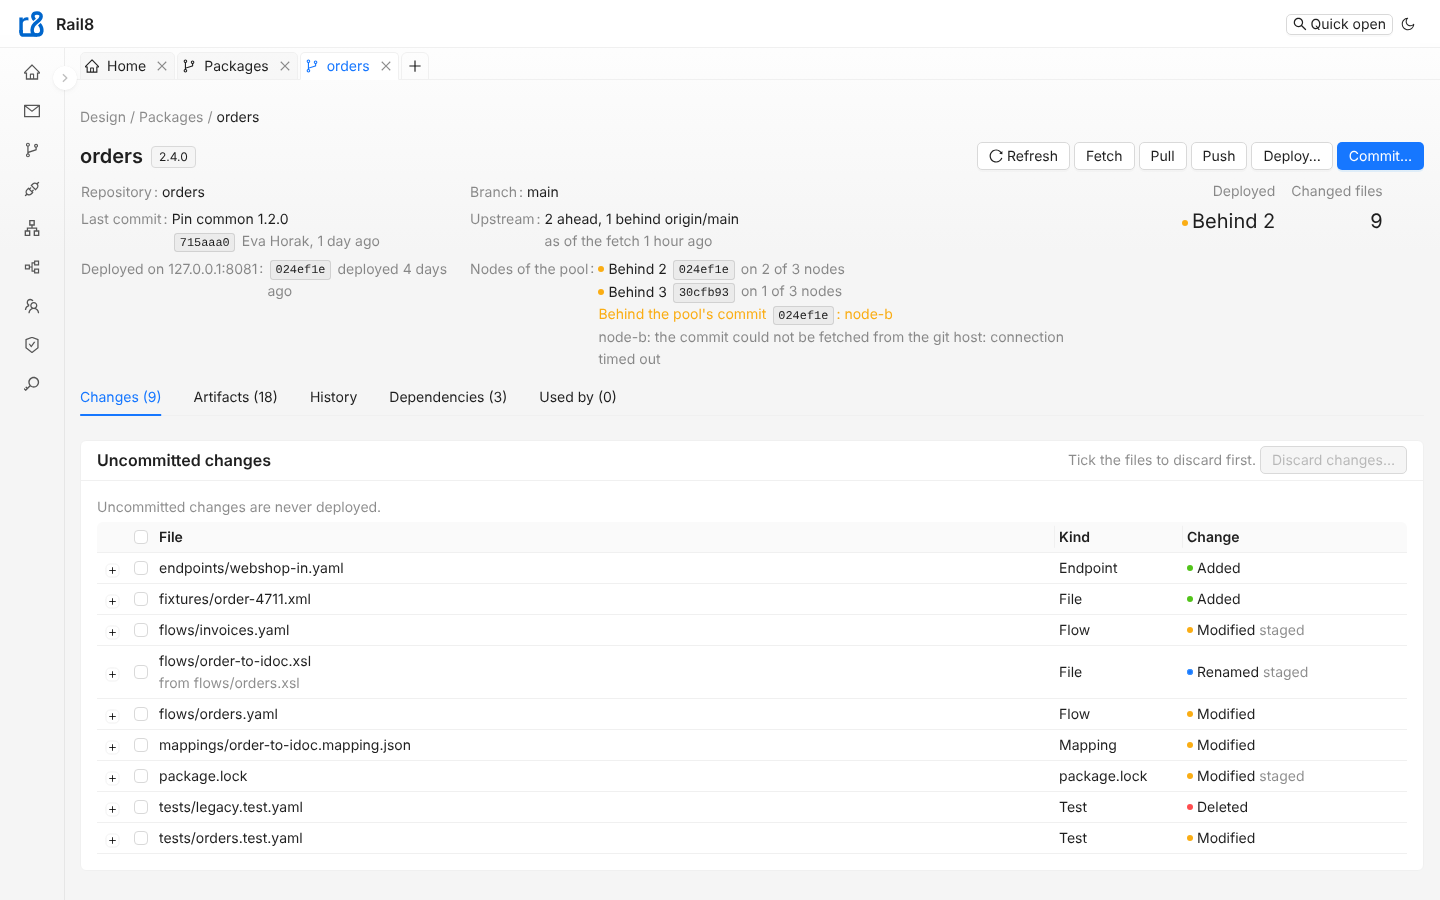 r8 Rail8
Quick open
Home
Packages
orders
Design / Packages / orders
orders 2.4.0
Refresh
Fetch
Pull
Push
Deploy...
Commit...
Repository: orders
Branch: main
Deployed
Behind 2
Changed files
9
Last commit: Pin common 1.2.0
715aaa0 Eva Horak, 1 day ago
Upstream: 2 ahead, 1 behind origin/main
as of the fetch 1 hour ago
Deployed on 127.0.0.1:8081: 024ef1e deployed 4 days
ago
Nodes of the pool: Behind 2 024ef1e on 2 of 3 nodes
Behind 3 30cfb93 on 1 of 3 nodes
Behind the pool's commit 024ef1e : node-b
node-b: the commit could not be fetched from the git host: connection
timed out
Changes (9)
Artifacts (18)
History
Dependencies (3)
Used by (0)
Uncommitted changes
Tick the files to discard first. Discard changes...
Uncommitted changes are never deployed.
File Kind Change
+ endpoints/webshop-in.yaml Endpoint Added
+ fixtures/order-4711.xml File Added
+ flows/invoices.yaml Flow Modified staged
+ flows/order-to-idoc.xsl File Renamed staged
from flows/orders.xsl
+ flows/orders.yaml Flow Modified
+ mappings/order-to-idoc.mapping.json Mapping Modified
+ package.lock package.lock Modified staged
+ tests/legacy.test.yaml Test Deleted
+ tests/orders.test.yaml Test Modified